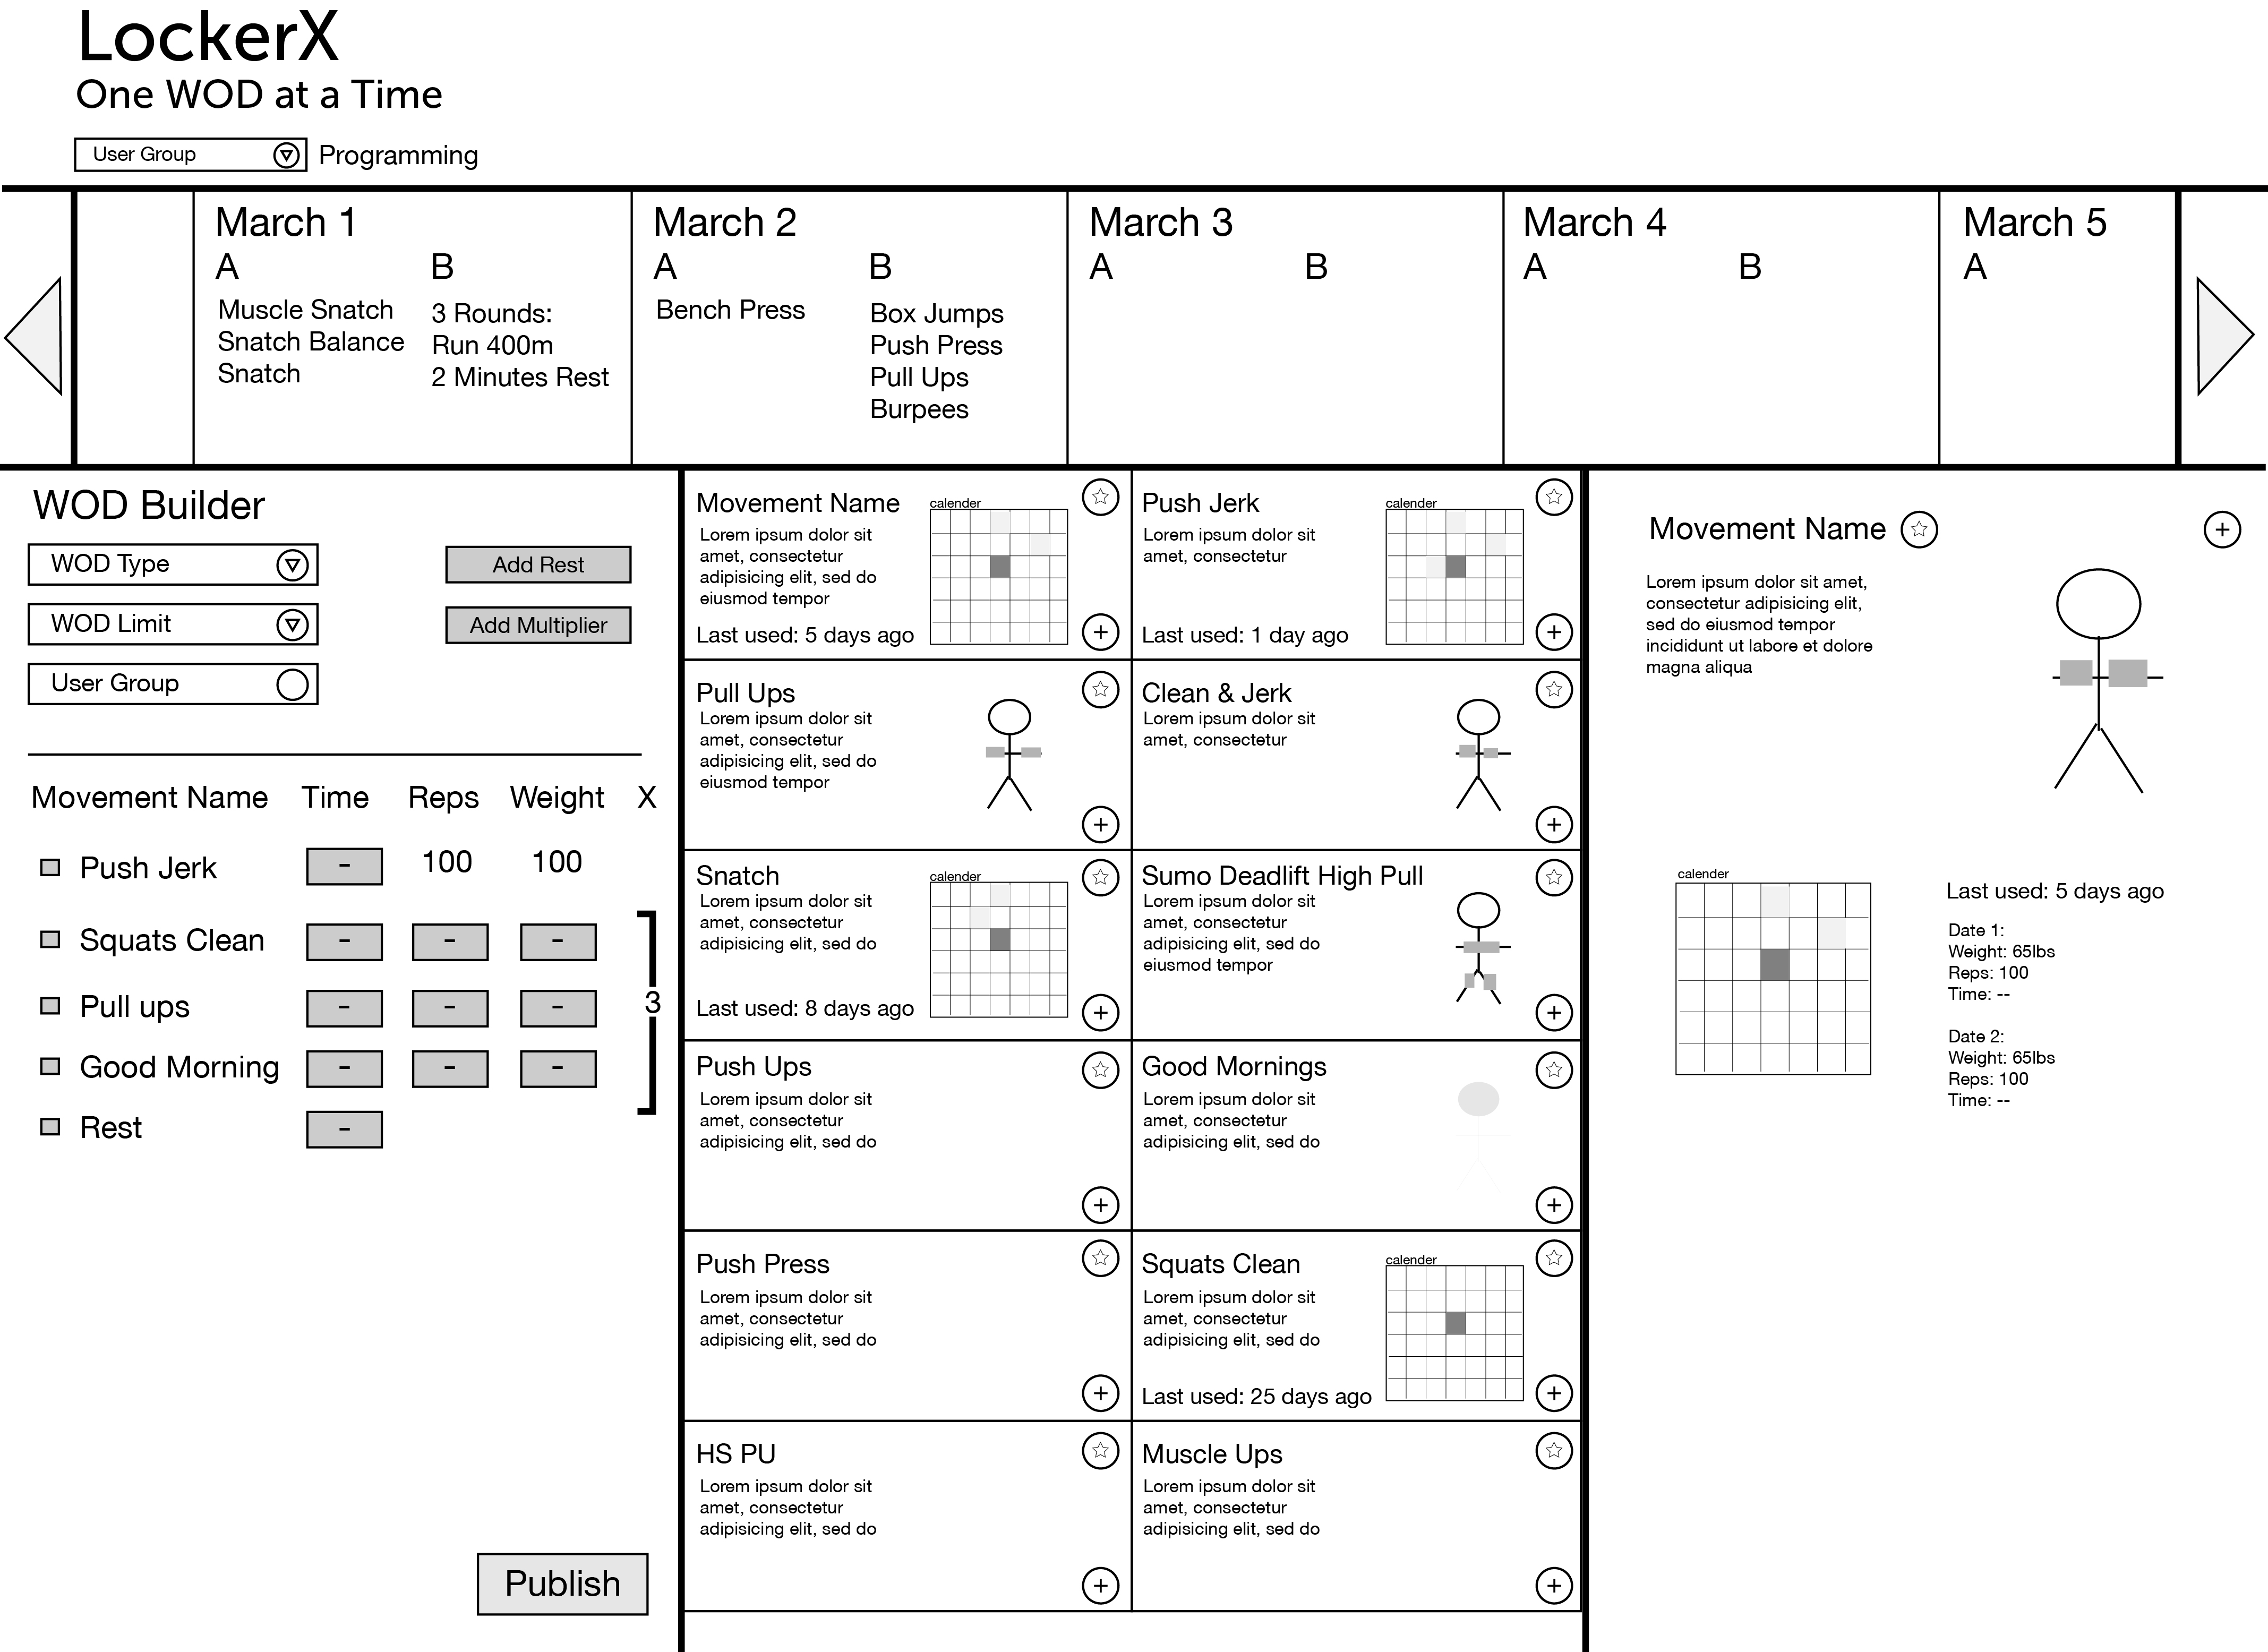 LockerX
One WOD at a Time
User Group
Programming
March 1
A
Muscle Snatch
Snatch Balance
Snatch
B
3 Rounds:
Run 400m
2 Minutes Rest
March 2
A
Bench Press
B
Box Jumps
Push Press
Pull Ups
Burpees
March 3
A
B
March 4
A
B
March 5
A
WOD Builder
WOD Type
Add Rest
WOD Limit
Add Multiplier
User Group
Movement Name Time Reps Weight X
Push Jerk - 100 100
Squats Clean - - -
Pull ups - - -
3
Good Morning - - -
Rest -
Publish
Movement Name
calender
Lorem ipsum dolor sit
amet, consectetur
adipisicing elit, sed do
eiusmod tempor
Last used: 5 days ago
+
Push Jerk
calender
Lorem ipsum dolor sit
amet, consectetur
Last used: 1 day ago
+
Pull Ups
Lorem ipsum dolor sit
amet, consectetur
adipisicing elit, sed do
eiusmod tempor
+
Clean & Jerk
Lorem ipsum dolor sit
amet, consectetur
+
Snatch
calender
Lorem ipsum dolor sit
amet, consectetur
adipisicing elit, sed do
Last used: 8 days ago
+
Sumo Deadlift High Pull
Lorem ipsum dolor sit
amet, consectetur
adipisicing elit, sed do
eiusmod tempor
+
Push Ups
Lorem ipsum dolor sit
amet, consectetur
adipisicing elit, sed do
+
Good Mornings
Lorem ipsum dolor sit
amet, consectetur
adipisicing elit, sed do
+
Push Press
Lorem ipsum dolor sit
amet, consectetur
adipisicing elit, sed do
+
Squats Clean
calender
Lorem ipsum dolor sit
amet, consectetur
adipisicing elit, sed do
Last used: 25 days ago
+
HS PU
Lorem ipsum dolor sit
amet, consectetur
adipisicing elit, sed do
+
Muscle Ups
Lorem ipsum dolor sit
amet, consectetur
adipisicing elit, sed do
+
Movement Name
+
Lorem ipsum dolor sit amet,
consectetur adipisicing elit,
sed do eiusmod tempor
incididunt ut labore et dolore
magna aliqua
calender
Last used: 5 days ago
Date 1:
Weight: 65lbs
Reps: 100
Time: --
Date 2:
Weight: 65lbs
Reps: 100
Time: --